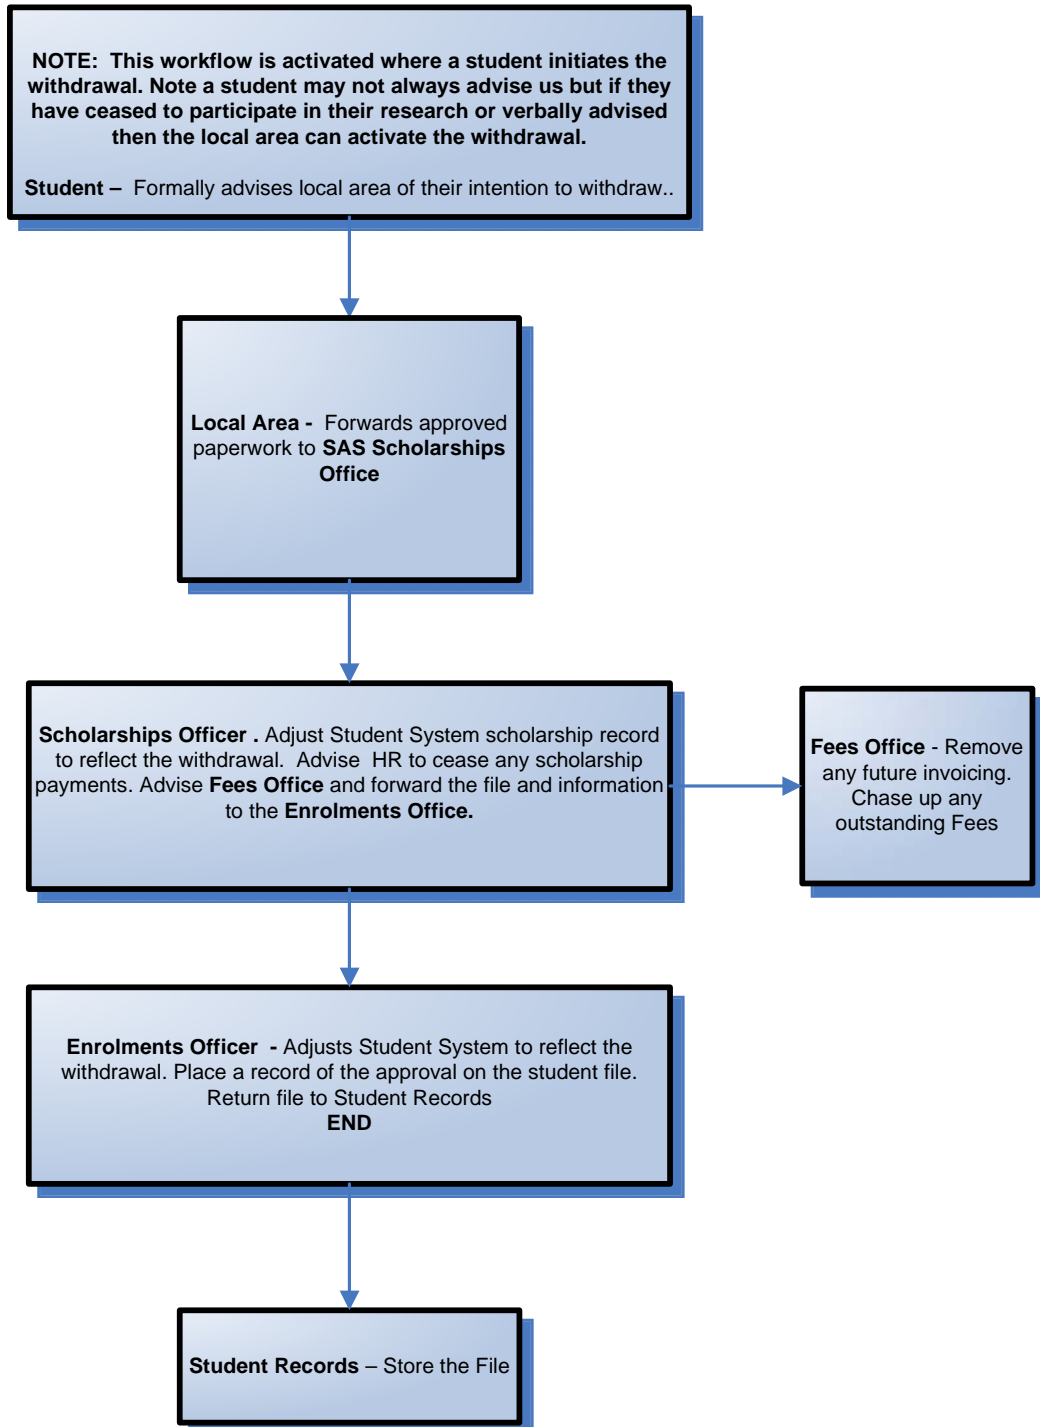 NOTE:  This workflow is activated where a student initiates the
withdrawal. Note a student may not always advise us but if they
have ceased to participate in their research or verbally advised
then the local area can activate the withdrawal.
Student –  Formally advises local area of their intention to withdraw..
Local Area -  Forwards approved
paperwork to SAS Scholarships
Office
Scholarships Officer . Adjust Student System scholarship record
to reflect the withdrawal.  Advise  HR to cease any scholarship
payments. Advise Fees Office and forward the file and information
to the Enrolments Office.
Fees Office - Remove
any future invoicing.
Chase up any
outstanding Fees
Enrolments Officer  - Adjusts Student System to reflect the
withdrawal. Place a record of the approval on the student file.
Return file to Student Records
END
Student Records – Store the File